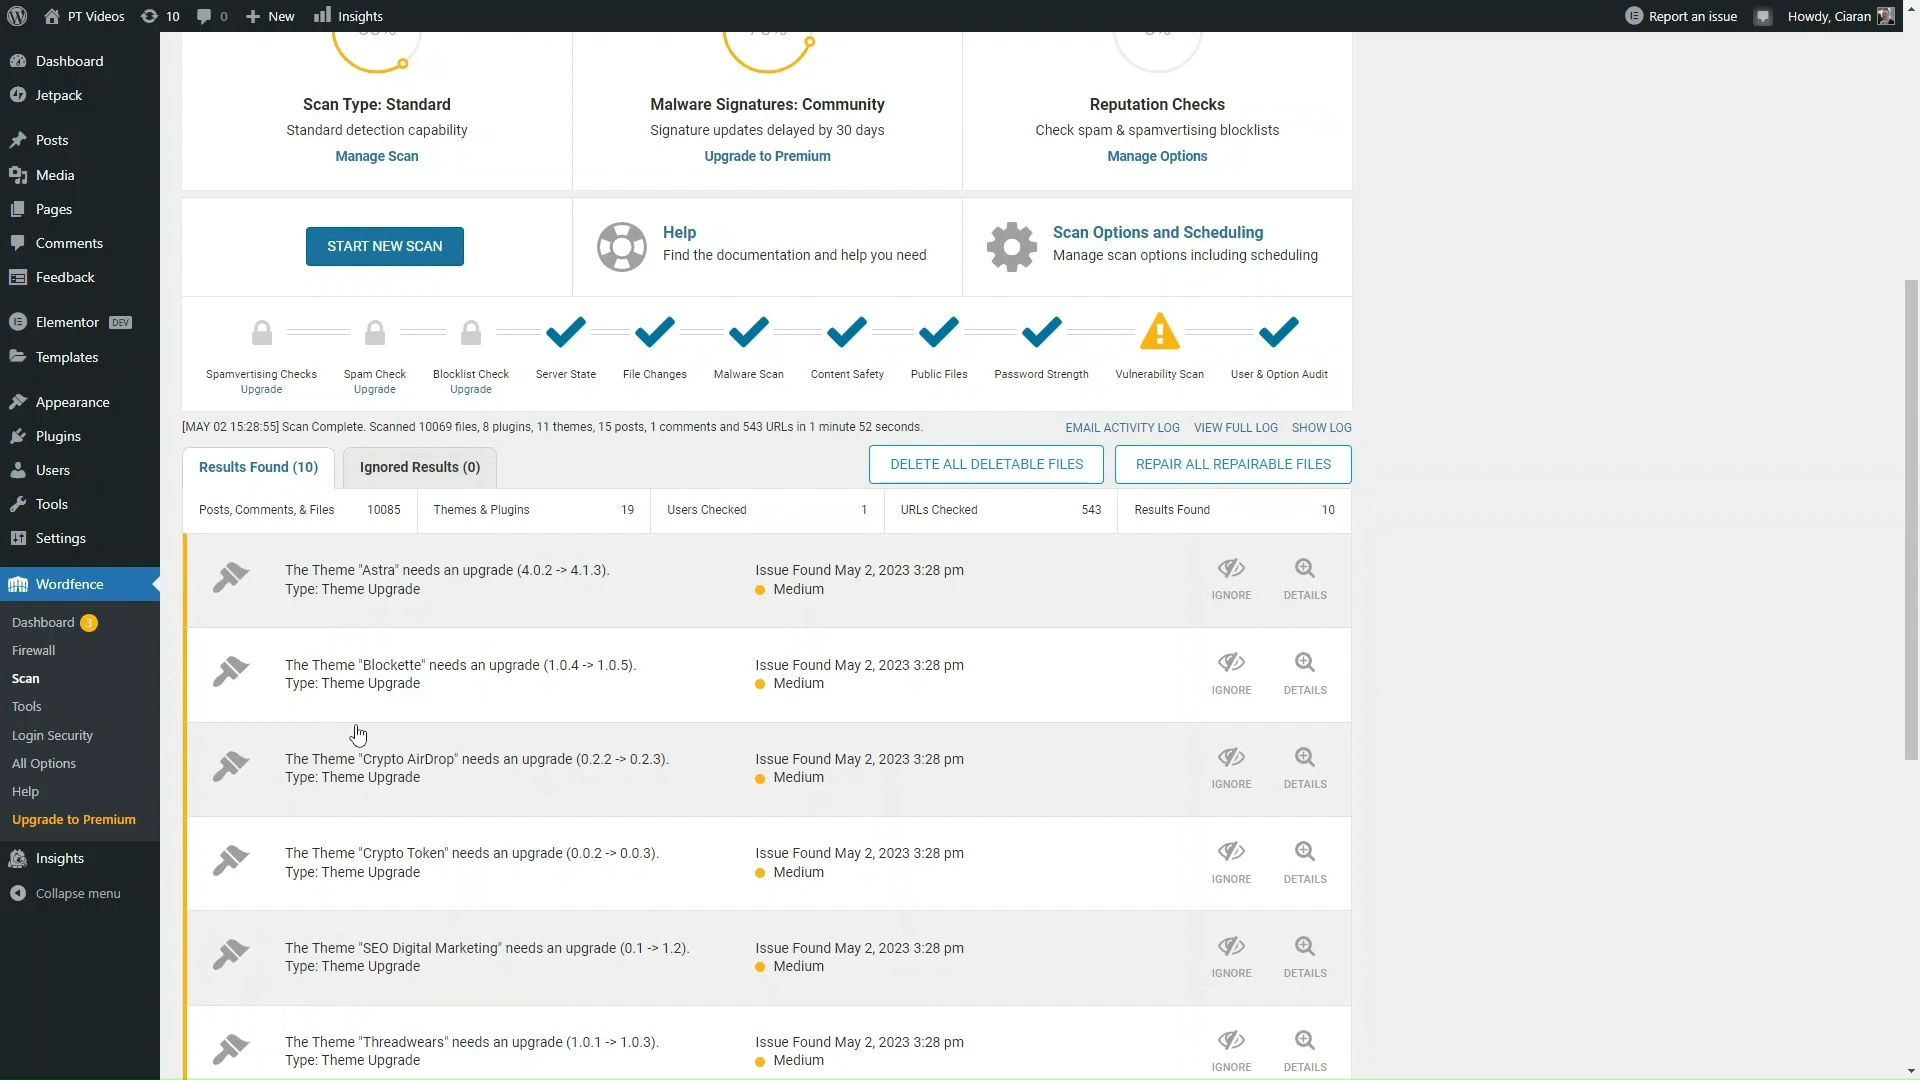 PT Videos 10 0 New Insights Report an issue Howdy, Ciaran
Dashboard
Jetpack
Posts
Media
Pages
Comments
Feedback
Elementor DEV
Templates
Appearance
Plugins
Users
Tools
Settings
Wordfence
Dashboard 3
Firewall
Scan
Tools
Login Security
All Options
Help
Upgrade to Premium
Insights
Collapse menu
Scan Type: Standard
Standard detection capability
Manage Scan
Malware Signatures: Community
Signature updates delayed by 30 days
Upgrade to Premium
Reputation Checks
Check spam & spamvertising blocklists
Manage Options
START NEW SCAN
Help
Find the documentation and help you need
Scan Options and Scheduling
Manage scan options including scheduling
Spamvertising Checks
Upgrade
Spam Check
Upgrade
Blocklist Check
Upgrade
Server State
File Changes
Malware Scan
Content Safety
Public Files
Password Strength
Vulnerability Scan
User & Option Audit
[MAY 02 15:28:55] Scan Complete. Scanned 10069 files, 8 plugins, 11 themes, 15 posts, 1 comments and 543 URLs in 1 minute 52 seconds.
EMAIL ACTIVITY LOG VIEW FULL LOG SHOW LOG
Results Found (10)
Ignored Results (0)
DELETE ALL DELETABLE FILES
REPAIR ALL REPAIRABLE FILES
Posts, Comments, & Files 10085
Themes & Plugins 19
Users Checked 1
URLs Checked 543
Results Found 10
The Theme "Astra" needs an upgrade (4.0.2 -> 4.1.3).
Type: Theme Upgrade
Issue Found May 2, 2023 3:28 pm
Medium
IGNORE
DETAILS
The Theme "Blockette" needs an upgrade (1.0.4 -> 1.0.5).
Type: Theme Upgrade
Issue Found May 2, 2023 3:28 pm
Medium
IGNORE
DETAILS
The Theme "Crypto AirDrop" needs an upgrade (0.2.2 -> 0.2.3).
Type: Theme Upgrade
Issue Found May 2, 2023 3:28 pm
Medium
IGNORE
DETAILS
The Theme "Crypto Token" needs an upgrade (0.0.2 -> 0.0.3).
Type: Theme Upgrade
Issue Found May 2, 2023 3:28 pm
Medium
IGNORE
DETAILS
The Theme "SEO Digital Marketing" needs an upgrade (0.1 -> 1.2).
Type: Theme Upgrade
Issue Found May 2, 2023 3:28 pm
Medium
IGNORE
DETAILS
The Theme "Threadwears" needs an upgrade (1.0.1 -> 1.0.3).
Type: Theme Upgrade
Issue Found May 2, 2023 3:28 pm
Medium
IGNORE
DETAILS